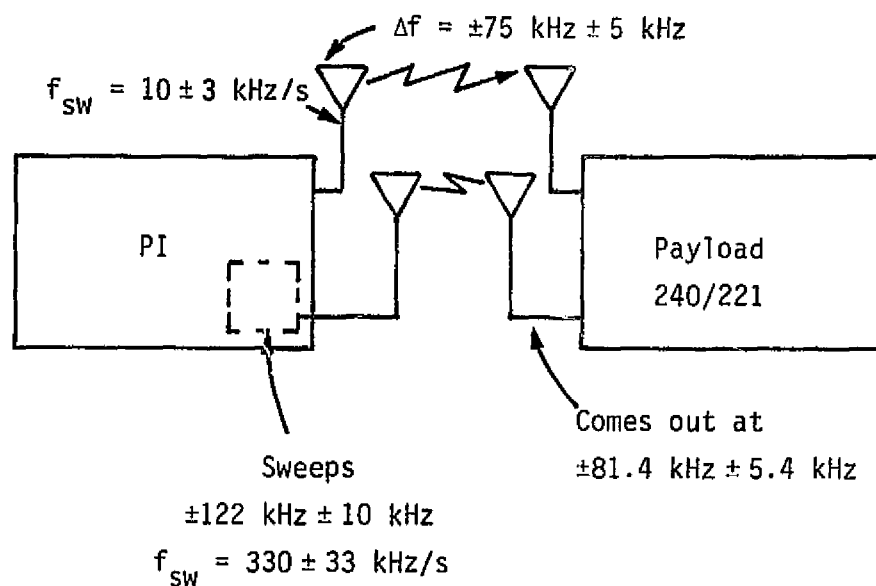 Δf = ±75 kHz ± 5 kHz
f_SW = 10 ± 3 kHz/s
PI
Payload
240/221
Comes out at
±81.4 kHz ± 5.4 kHz
Sweeps
±122 kHz ± 10 kHz
f_SW = 330 ± 33 kHz/s